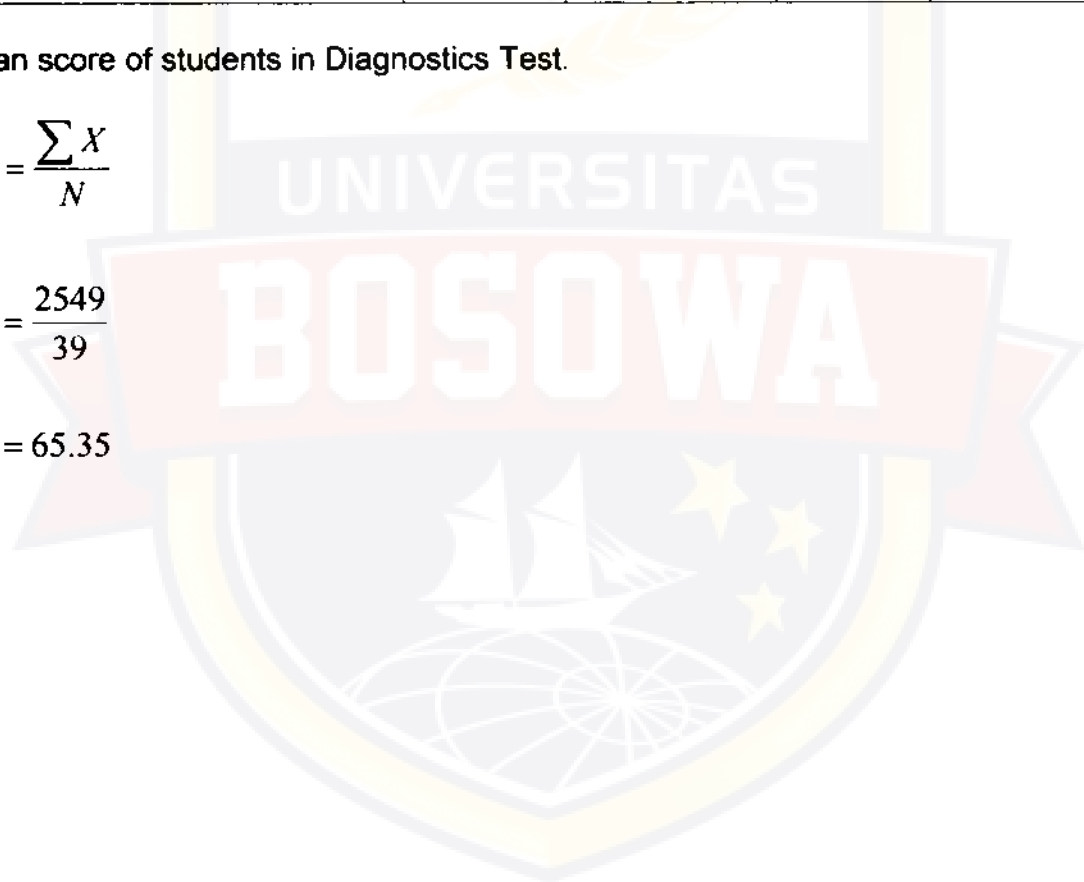 an score of students in Diagnostics Test.
= ∑ X / N
UNIVERSITAS
BOSOWA
= 2549 / 39
= 65.35